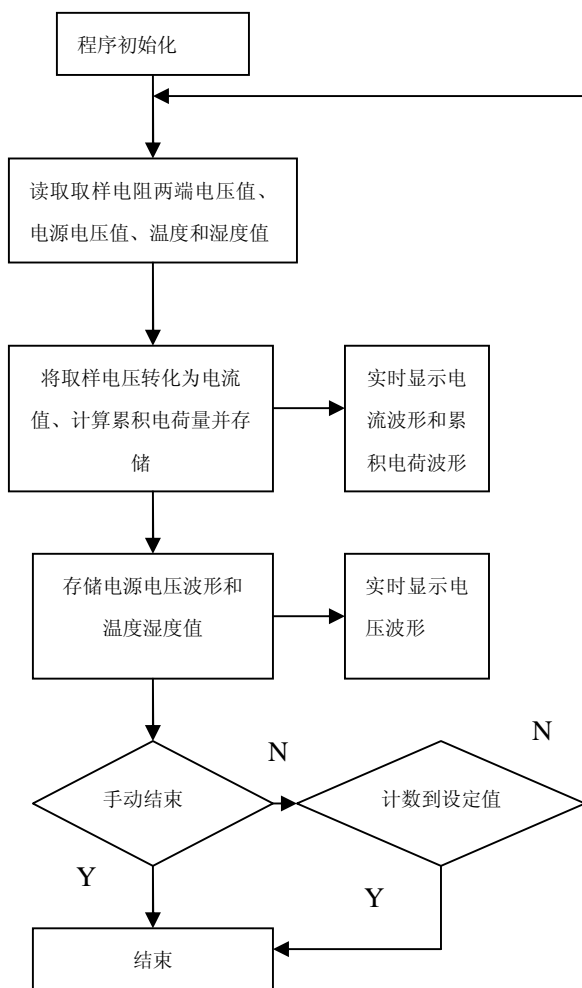 程序初始化
读取取样电阻两端电压值、
电源电压值、温度和湿度值
将取样电压转化为电流
值、计算累积电荷量并存
储
实时显示电
流波形和累
积电荷波形
存储电源电压波形和
温度湿度值
实时显示电
压波形
N
N
手动结束
计数到设定值
Y
Y
结束